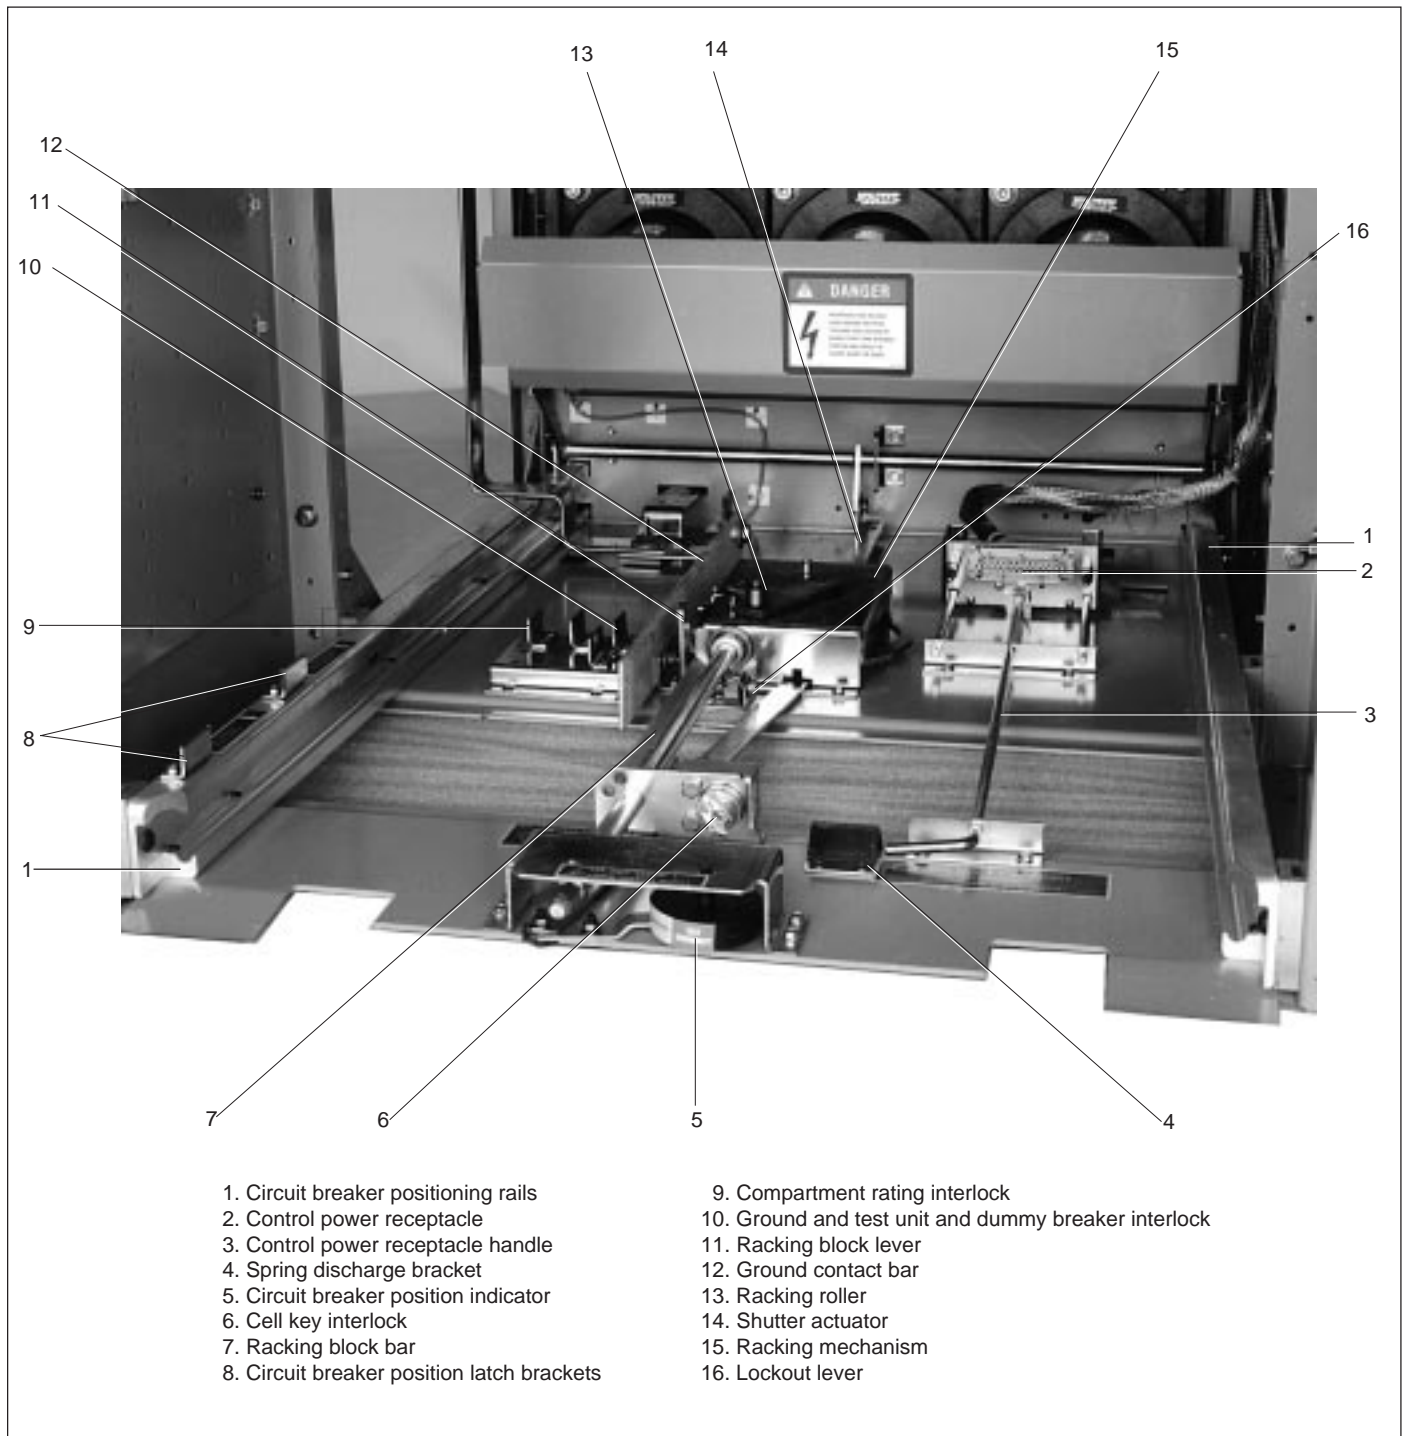 13
14
15
12
11
16
10
DANGER
1
2
9
3
8
1
7
6
5
4
1. Circuit breaker positioning rails
2. Control power receptacle
3. Control power receptacle handle
4. Spring discharge bracket
5. Circuit breaker position indicator
6. Cell key interlock
7. Racking block bar
8. Circuit breaker position latch brackets
9. Compartment rating interlock
10. Ground and test unit and dummy breaker interlock
11. Racking block lever
12. Ground contact bar
13. Racking roller
14. Shutter actuator
15. Racking mechanism
16. Lockout lever